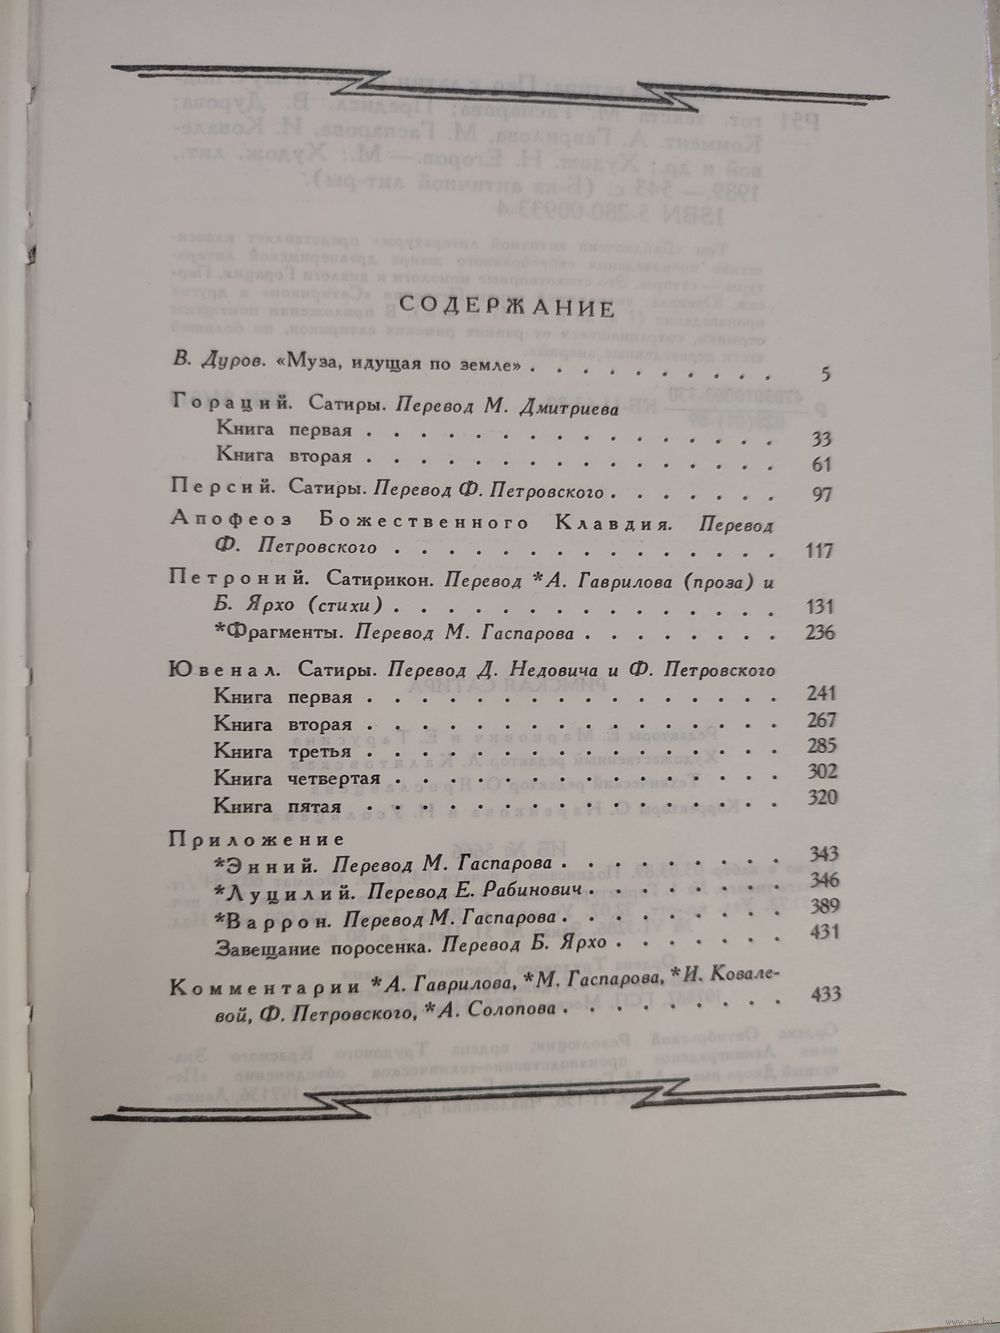 СОДЕРЖАНИЕ
В. Дуров. «Муза, идущая по земле» . . . . . . . . . 5
Гораций. Сатиры. Перевод М. Дмитриева
Книга первая . . . . . . . . . . . . . . . 33
Книга вторая . . . . . . . . . . . . . . . 61
Персий. Сатиры. Перевод Ф. Петровского . . . . . . . 97
Апофеоз Божественного Клавдия. Перевод
Ф. Петровского . . . . . . . . . . . . . . 117
Петроний. Сатирикон. Перевод *А. Гаврилова (проза) и
Б. Ярхо (стихи) . . . . . . . . . . . . . . 131
*Фрагменты. Перевод М. Гаспарова . . . . . . . . 236
Ювенал. Сатиры. Перевод Д. Недовича и Ф. Петровского
Книга первая . . . . . . . . . . . . . . . 241
Книга вторая . . . . . . . . . . . . . . . 267
Книга третья . . . . . . . . . . . . . . . 285
Книга четвертая . . . . . . . . . . . . . . 302
Книга пятая . . . . . . . . . . . . . . . 320
Приложение
*Энний. Перевод М. Гаспарова . . . . . . . . 343
*Луцилий. Перевод Е. Рабинович . . . . . . . . 346
*Варрон. Перевод М. Гаспарова . . . . . . . . 389
Завещание поросенка. Перевод Б. Ярхо . . . . . . . 431
Комментарии *А. Гаврилова, *М. Гаспарова, *И. Ковале-
вой, Ф. Петровского, *А. Солопова . . . . . . . . 433
www.au.by